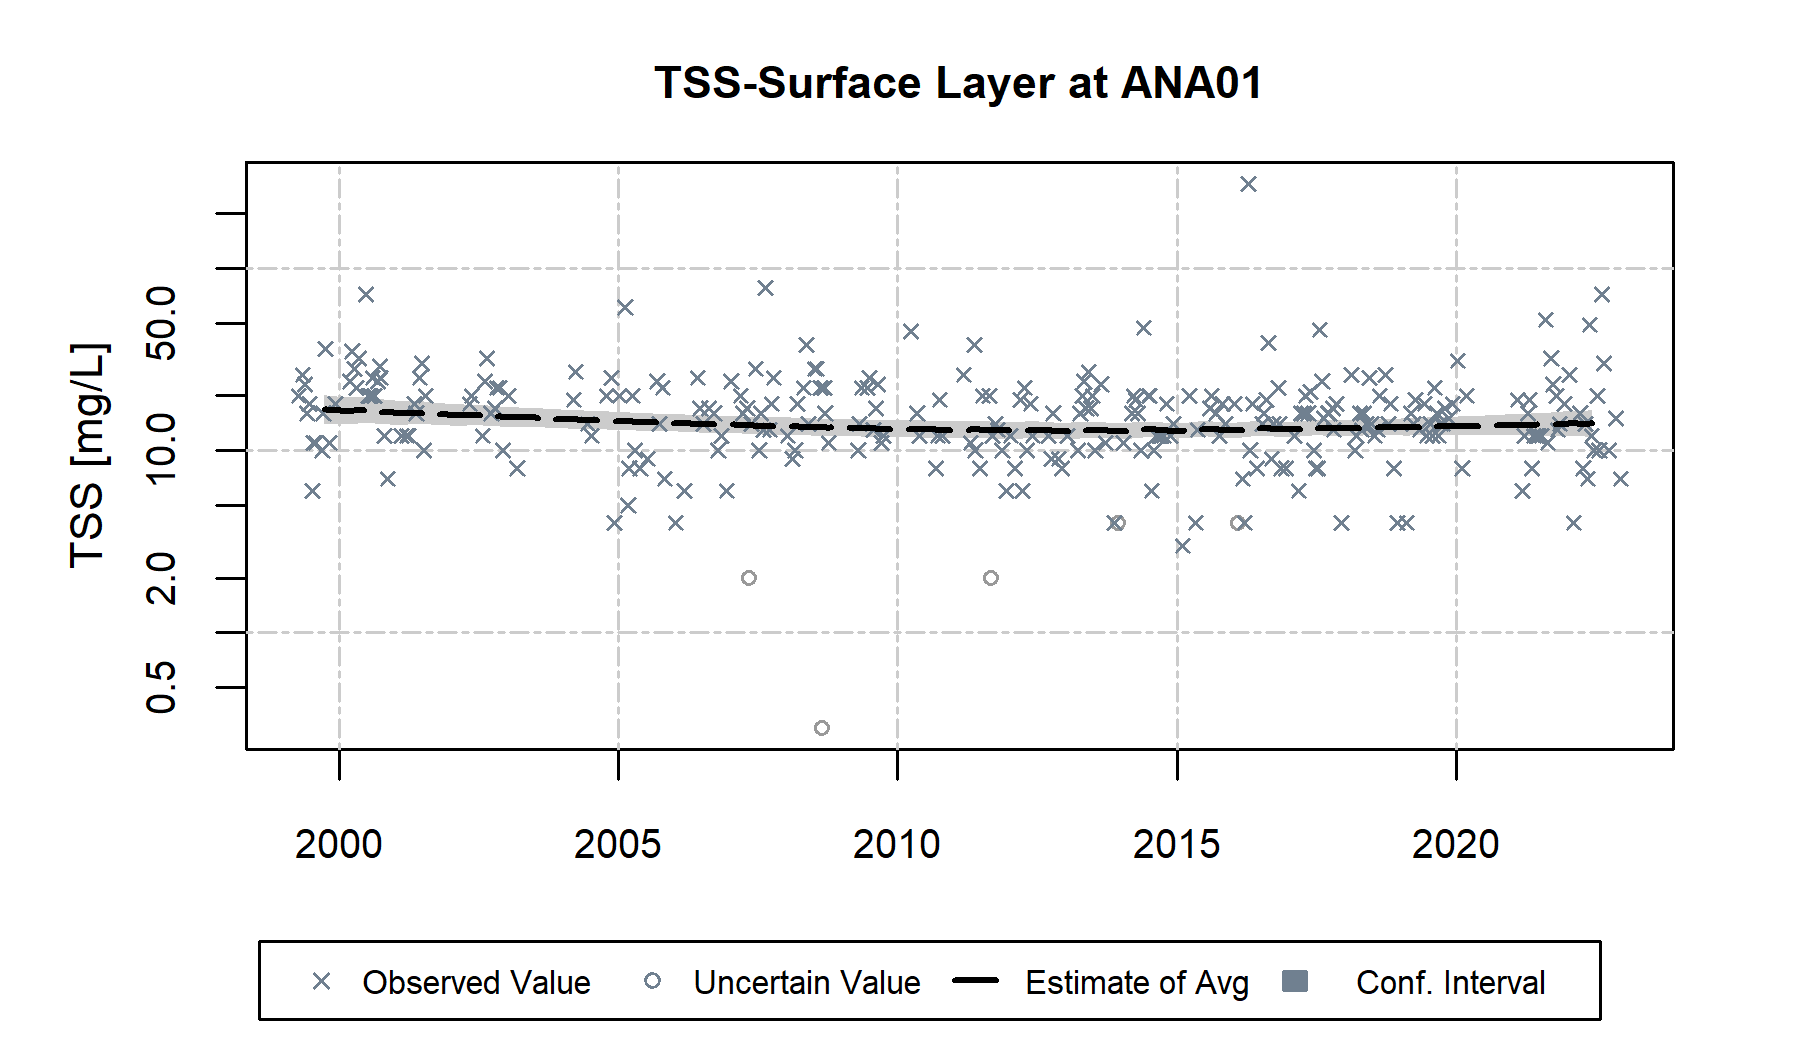 TSS-Surface Layer at ANA01
TSS [mg/L]
50.0
10.0
2.0
0.5
2000 2005 2010 2015 2020
Observed Value Uncertain Value Estimate of Avg Conf. Interval